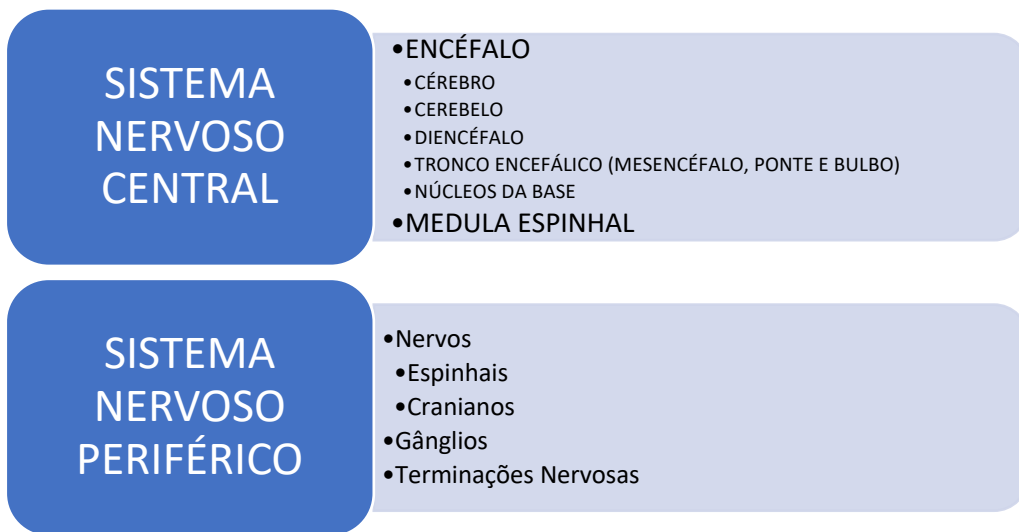 SISTEMA
NERVOSO
CENTRAL
•ENCÉFALO
•CÉREBRO
•CEREBELO
•DIENCÉFALO
•TRONCO ENCEFÁLICO (MESENCÉFALO, PONTE E BULBO)
•NÚCLEOS DA BASE
•MEDULA ESPINHAL
SISTEMA
NERVOSO
PERIFÉRICO
•Nervos
•Espinhais
•Cranianos
•Gânglios
•Terminações Nervosas